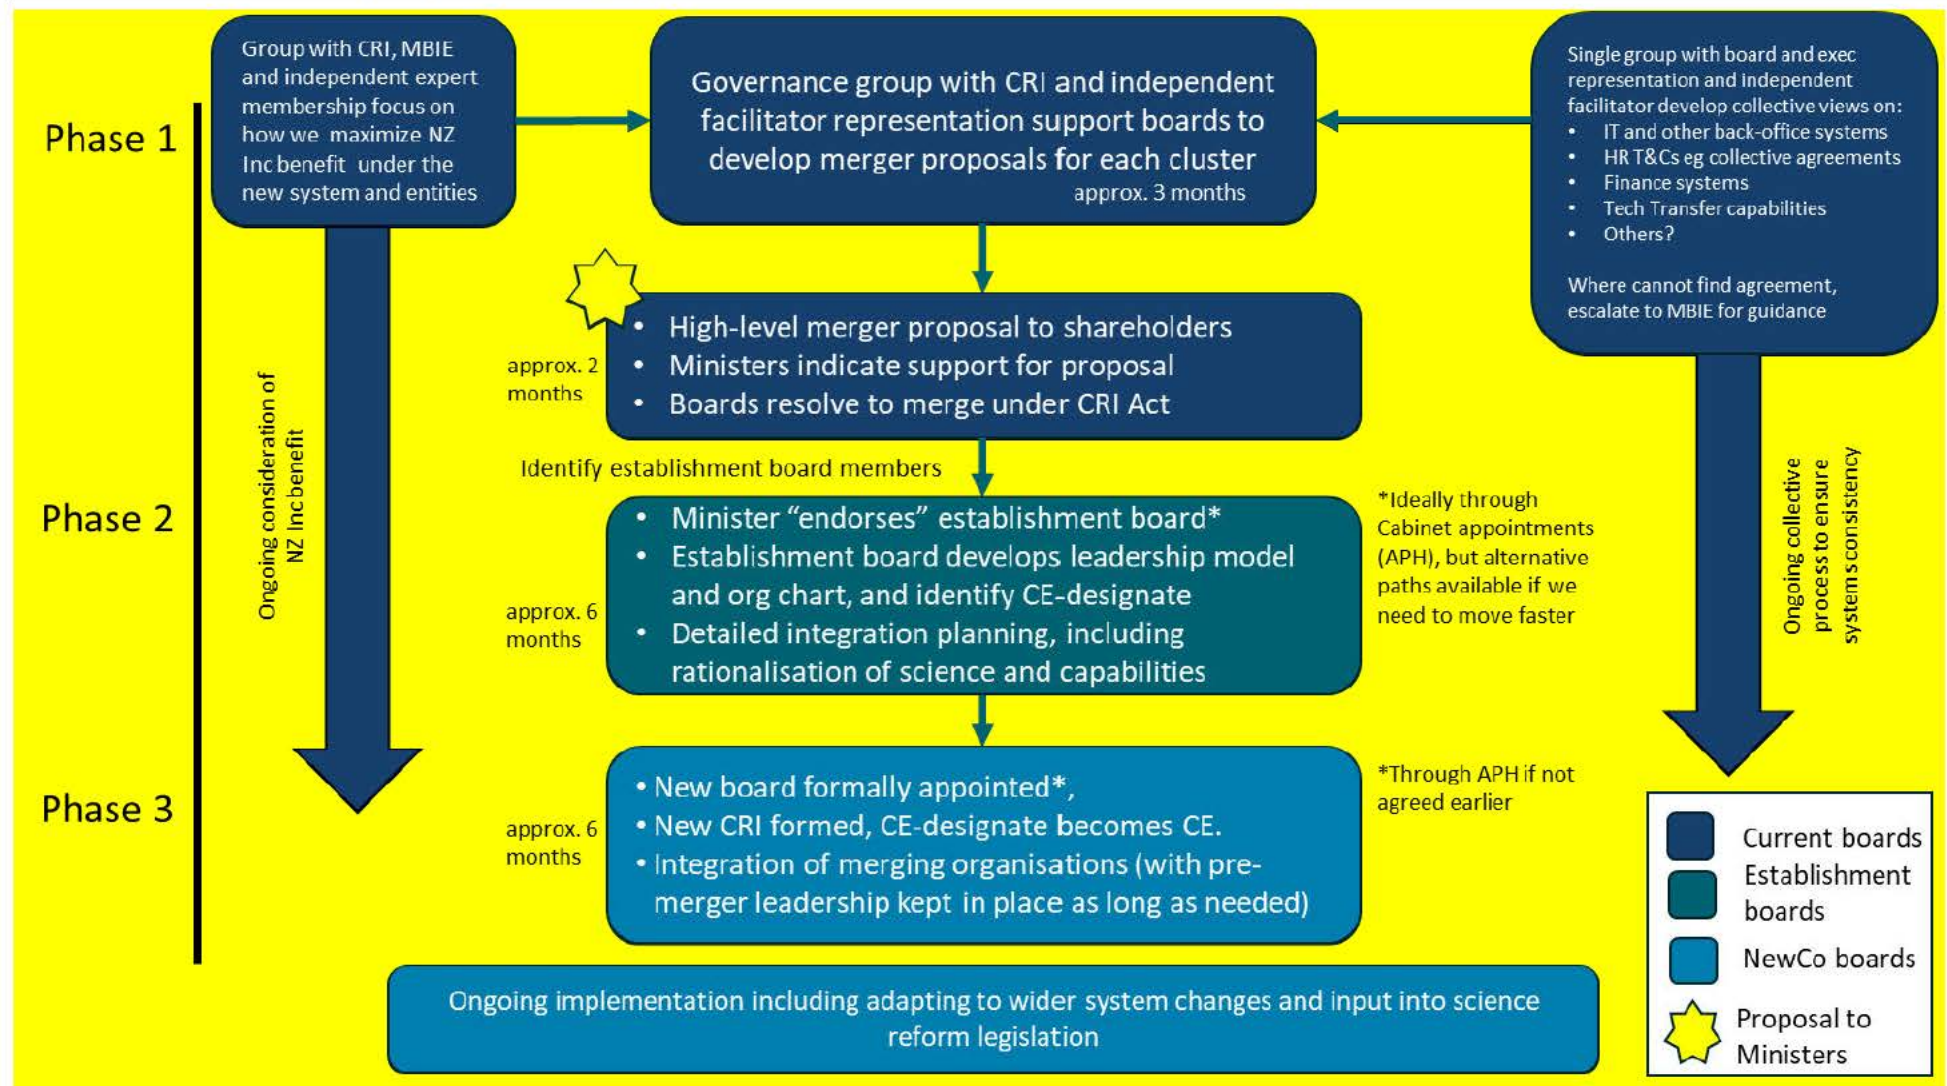 Phase 1
Group with CRI, MBIE
and independent expert
membership focus on
how we maximize NZ
Inc benefit under the
new system and entities
Governance group with CRI and independent
facilitator representation support boards to
develop merger proposals for each cluster
approx. 3 months
Single group with board and exec
representation and independent
facilitator develop collective views on:
• IT and other back-office systems
• HR T&Cs eg collective agreements
• Finance systems
• Tech Transfer capabilities
• Others?
Where cannot find agreement,
escalate to MBIE for guidance
approx. 2
months
• High-level merger proposal to shareholders
• Ministers indicate support for proposal
• Boards resolve to merge under CRI Act
Ongoing consideration of
NZ Inc benefit
Identify establishment board members
Phase 2
approx. 6
months
• Minister “endorses” establishment board*
• Establishment board develops leadership model
and org chart, and identify CE-designate
• Detailed integration planning, including
rationalisation of science and capabilities
*Ideally through
Cabinet appointments
(APH), but alternative
paths available if we
need to move faster
Ongoing collective
process to ensure
systems consistency
Phase 3
approx. 6
months
• New board formally appointed*,
• New CRI formed, CE-designate becomes CE.
• Integration of merging organisations (with pre-
merger leadership kept in place as long as needed)
*Through APH if not
agreed earlier
Ongoing implementation including adapting to wider system changes and input into science
reform legislation
Current boards
Establishment
boards
NewCo boards
Proposal to
Ministers